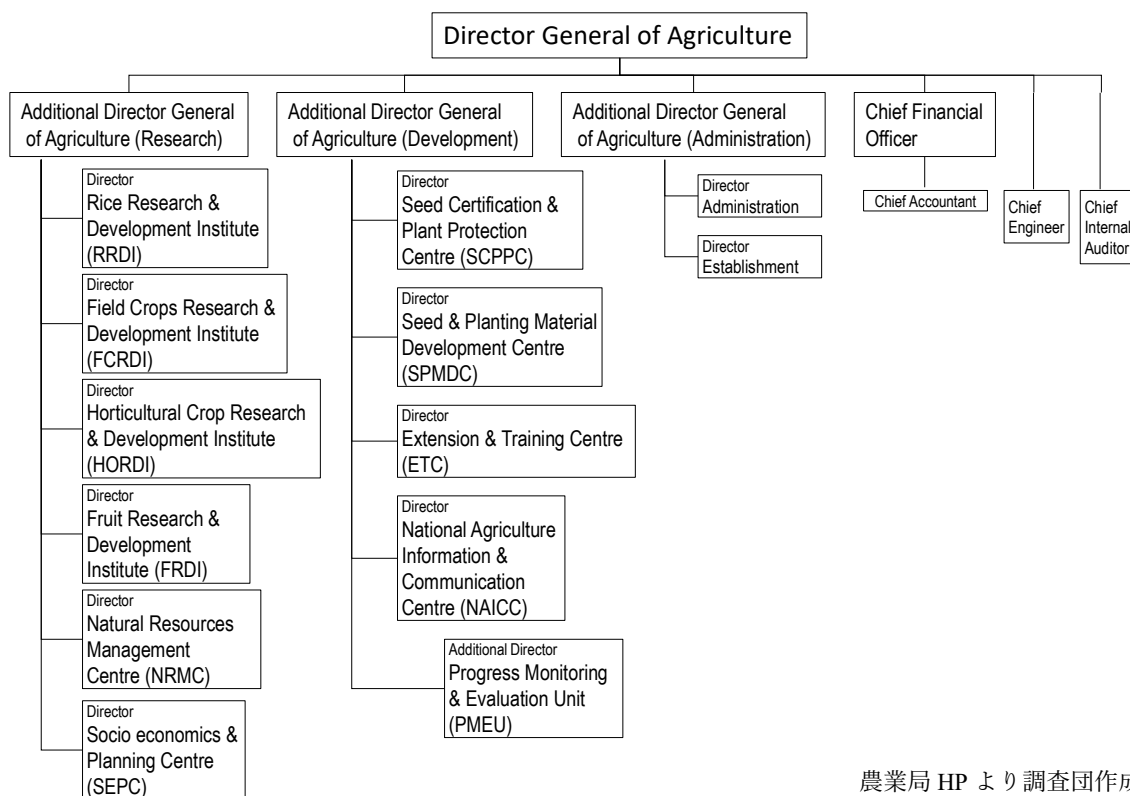 Director General of Agriculture
Additional Director General
of Agriculture (Research)
Director
Rice Research &
Development Institute
(RRDI)
Director
Field Crops Research &
Development Institute
(FCRDI)
Director
Horticultural Crop Research
& Development Institute
(HORDI)
Director
Fruit Research &
Development
Institute (FRDI)
Director
Natural Resources
Management
Centre (NRMC)
Director
Socio economics &
Planning Centre
(SEPC)
Additional Director General
of Agriculture (Development)
Director
Seed Certification &
Plant Protection
Centre (SCPPC)
Director
Seed & Planting Material
Development Centre
(SPMDC)
Director
Extension & Training Centre
(ETC)
Director
National Agriculture
Information &
Communication
Centre (NAICC)
Additional Director
Progress Monitoring
& Evaluation Unit
(PMEU)
Additional Director General
of Agriculture (Administration)
Director
Administration
Director
Establishment
Chief Financial
Officer
Chief Accountant
Chief
Engineer
Chief
Internal
Auditor
農業局 HP より調査団作成